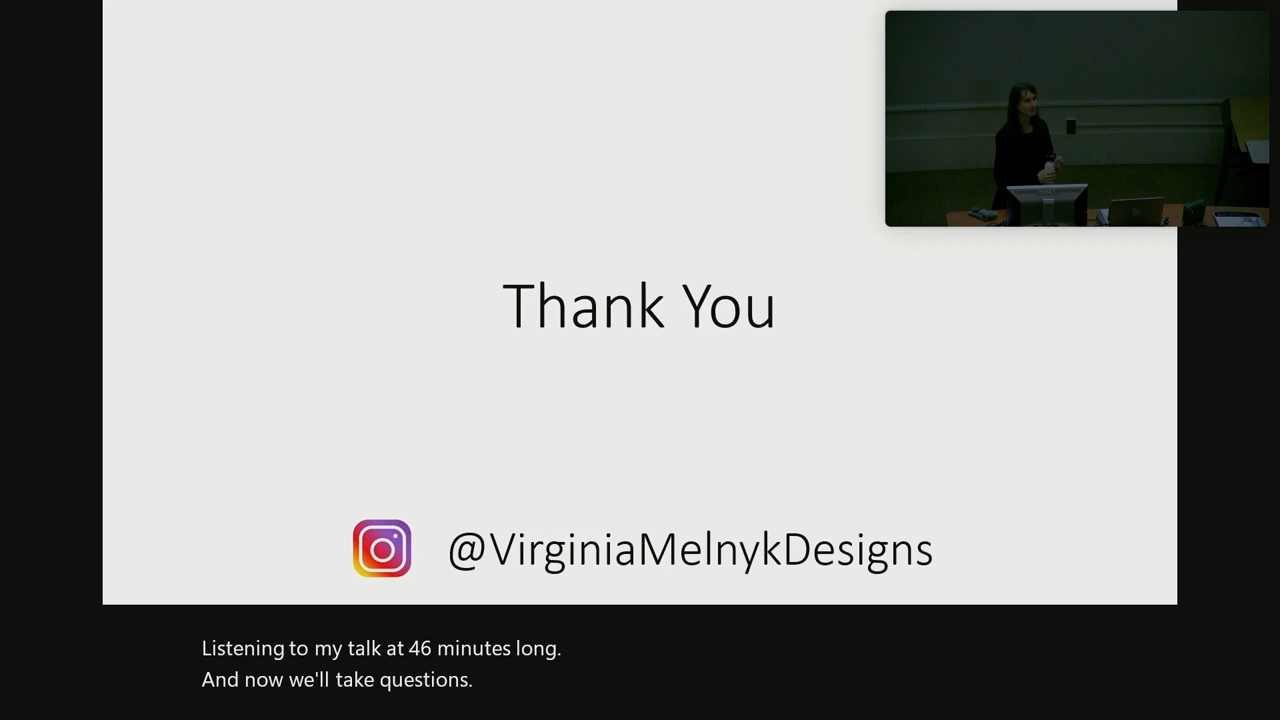 Thank You
@VirginiaMelnykDesigns
Listening to my talk at 46 minutes long.
And now we'll take questions.